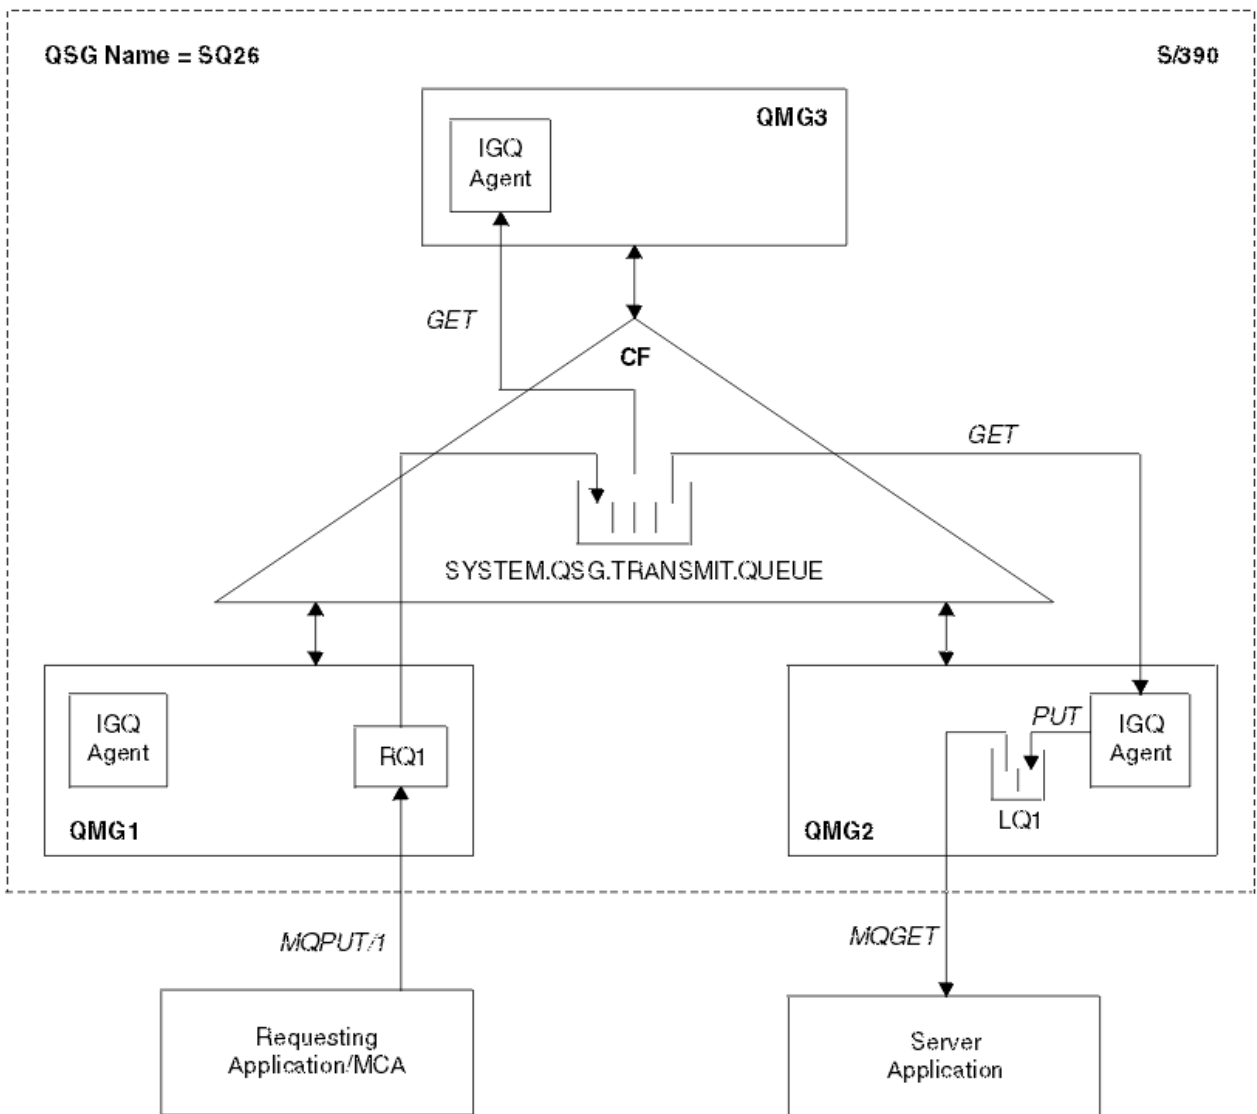 QSG Name = SQ26
S/390
QMG3
IGQ
Agent
GET
CF
GET
SYSTEM.QSG.TRANSMIT.QUEUE
IGQ
Agent
RQ1
QMG1
PUT
IGQ
Agent
LQ1
QMG2
MQPUT/1
MQGET
Requesting
Application/MCA
Server
Application